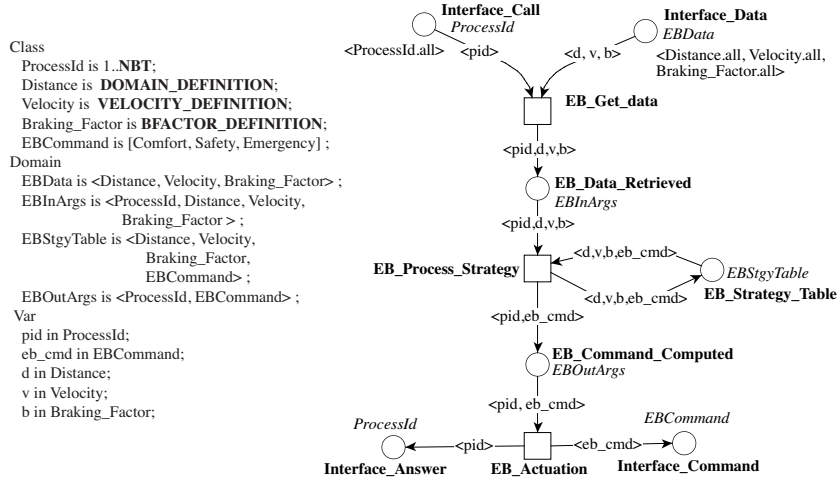 Class
ProcessId is 1..NBT;
Distance is DOMAIN_DEFINITION;
Velocity is VELOCITY_DEFINITION;
Braking_Factor is BFACTOR_DEFINITION;
EBCommand is [Comfort, Safety, Emergency] ;
Domain
EBData is <Distance, Velocity, Braking_Factor> ;
EBInArgs is <ProcessId, Distance, Velocity,
Braking_Factor > ;
EBStgyTable is <Distance, Velocity,
Braking_Factor,
EBCommand> ;
EBOutArgs is <ProcessId, EBCommand> ;
Var
pid in ProcessId;
eb_cmd in EBCommand;
d in Distance;
v in Velocity;
b in Braking_Factor;
Interface_Call
ProcessId
<ProcessId.all>
<pid>
Interface_Data
EBData
<d, v, b>
<Distance.all, Velocity.all,
Braking_Factor.all>
EB_Get_data
<pid,d,v,b>
EB_Data_Retrieved
EBInArgs
<pid,d,v,b>
EB_Process_Strategy
<d,v,b,eb_cmd>
EBStgyTable
EB_Strategy_Table
<d,v,b,eb_cmd>
<pid,eb_cmd>
EB_Command_Computed
EBOutArgs
<pid, eb_cmd>
ProcessId
<pid>
Interface_Answer
EB_Actuation
<eb_cmd>
EBCommand
Interface_Command